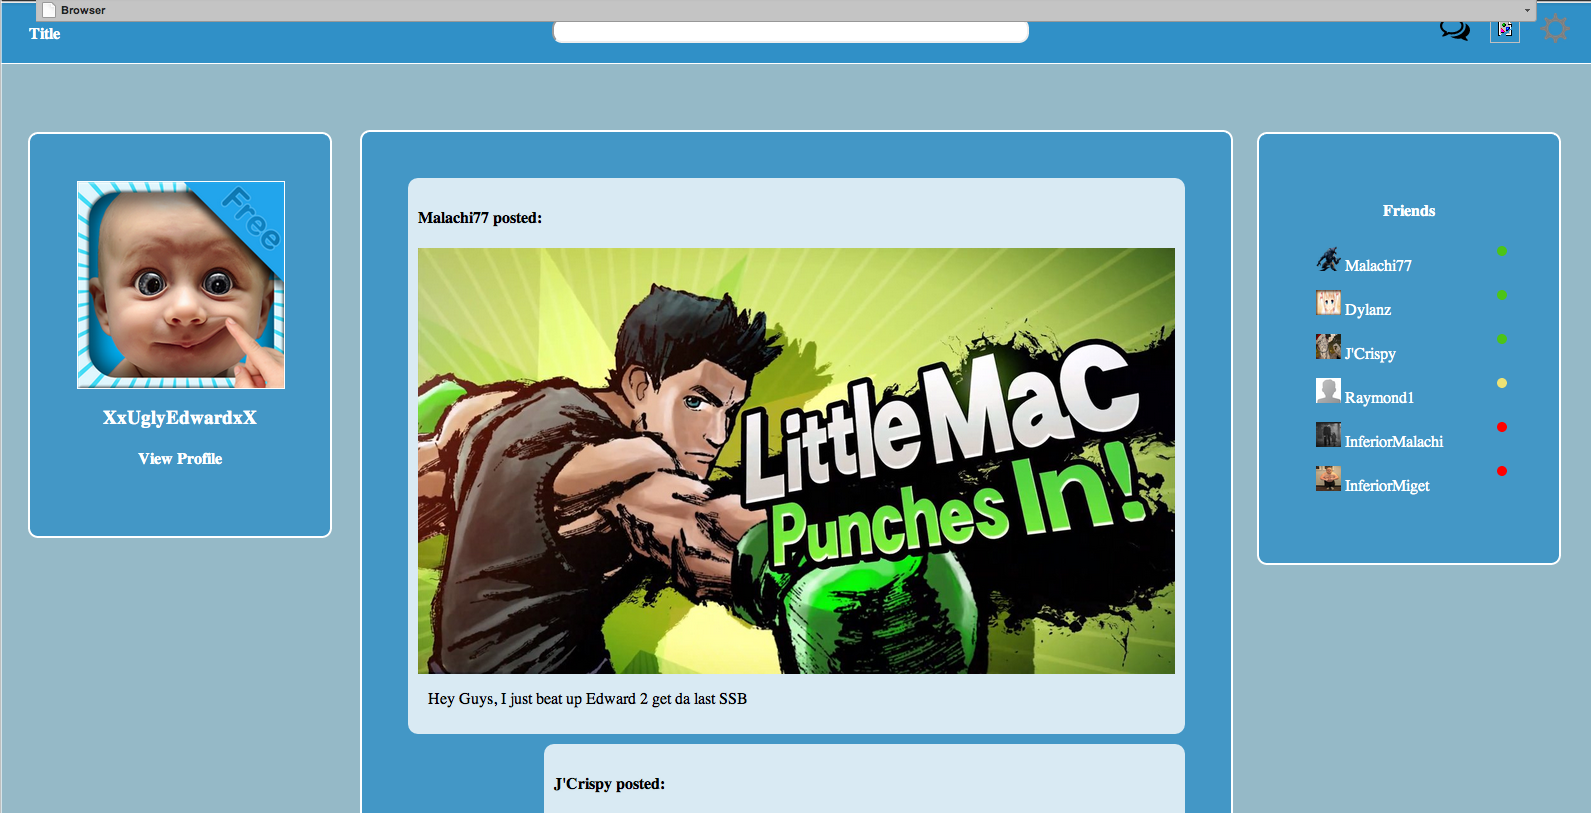 Browser
Title
Free
XxUglyEdwardxX
View Profile
Malachi77 posted:
Little Mac
Punches In!
Hey Guys, I just beat up Edward 2 get da last SSB
J'Crispy posted:
Friends
Malachi77
Dylanz
J'Crispy
Raymond1
InferiorMalachi
InferiorMiget